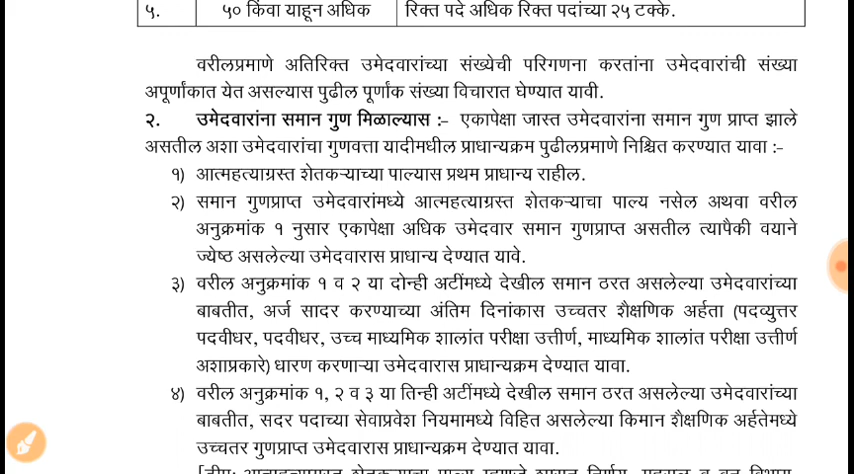 ५. ५० किंवा याहून अधिक रिक्त पदे अधिक रिक्त पदांच्या २५ टक्के.
वरीलप्रमाणे अतिरिक्त उमेदवारांच्या संख्येची परिगणना करतांना उमेदवारांची संख्या
अपूर्णांकात येत असल्यास पुढील पूर्णांक संख्या विचारात घेण्यात यावी.
२. उमेदवारांना समान गुण मिळाल्यास :- एकापेक्षा जास्त उमेदवारांना समान गुण प्राप्त झाले
असतील अशा उमेदवारांचा गुणवत्ता यादीमधील प्राधान्यक्रम पुढीलप्रमाणे निश्चित करण्यात यावा :-
१) आत्महत्याग्रस्त शेतकऱ्याच्या पाल्यास प्रथम प्राधान्य राहील.
२) समान गुणप्राप्त उमेदवारांमध्ये आत्महत्याग्रस्त शेतकऱ्याचा पाल्य नसेल अथवा वरील
अनुक्रमांक १ नुसार एकापेक्षा अधिक उमेदवार समान गुणप्राप्त असतील त्यापैकी वयाने
ज्येष्ठ असलेल्या उमेदवारास प्राधान्य देण्यात यावे.
३) वरील अनुक्रमांक १ व २ या दोन्ही अटींमध्ये देखील समान ठरत असलेल्या उमेदवारांच्या
बाबतीत, अर्ज सादर करण्याच्या अंतिम दिनांकास उच्चतर शैक्षणिक अर्हता (पदव्युत्तर
पदवीधर, पदवीधर, उच्च माध्यमिक शालांत परीक्षा उत्तीर्ण, माध्यमिक शालांत परीक्षा उत्तीर्ण
अशाप्रकारे) धारण करणाऱ्या उमेदवारास प्राधान्यक्रम देण्यात यावा.
४) वरील अनुक्रमांक १, २ व ३ या तिन्ही अटींमध्ये देखील समान ठरत असलेल्या उमेदवारांच्या
बाबतीत, सदर पदाच्या सेवाप्रवेश नियमामध्ये विहित असलेल्या किमान शैक्षणिक अर्हतेमध्ये
उच्चतर गुणप्राप्त उमेदवारास प्राधान्यक्रम देण्यात यावा.